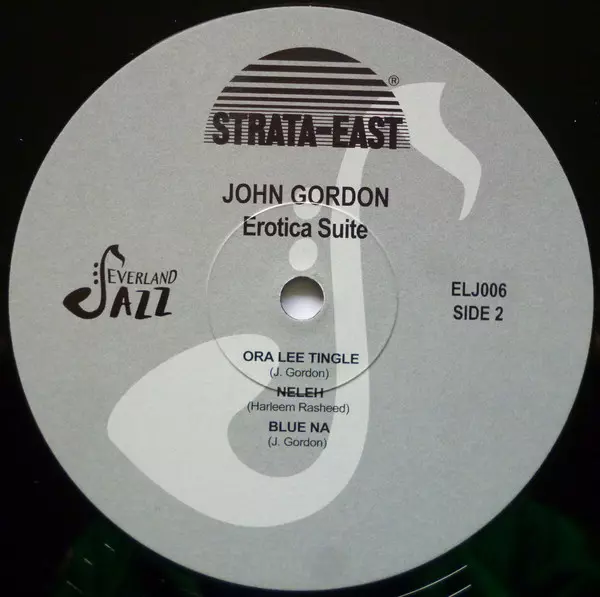 STRATA-EAST®
JOHN GORDON
Erotica Suite
EVERLAND
JAZZ
ELJ006
SIDE 2
ORA LEE TINGLE
(J. Gordon)
NELEH
(Harleem Rasheed)
BLUE NA
(J. Gordon)